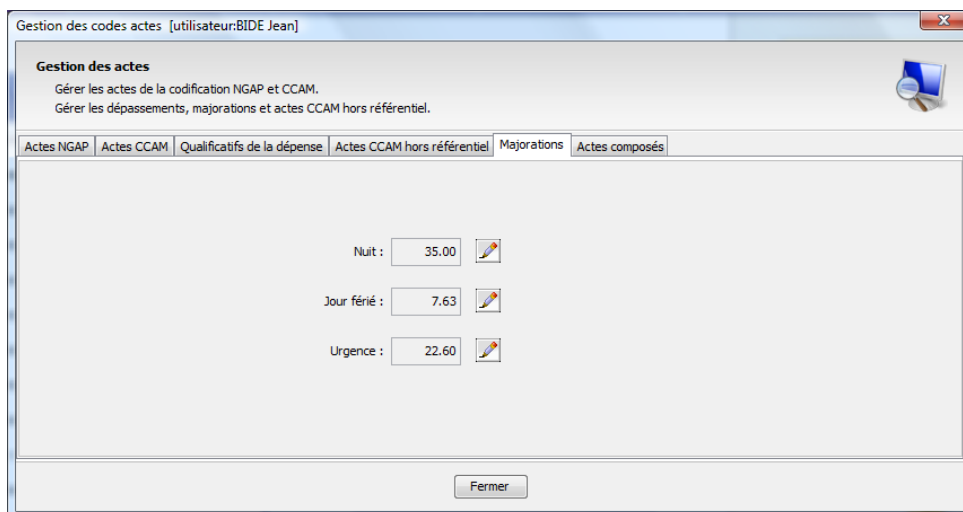 Gestion des codes actes [utilisateur:BIDE Jean]
Gestion des actes
Gérer les actes de la codification NGAP et CCAM.
Gérer les dépassements, majorations et actes CCAM hors référentiel.
Actes NGAP Actes CCAM Qualificatifs de la dépense Actes CCAM hors référentiel Majorations Actes composés
Nuit : 35.00
Jour férié : 7.63
Urgence : 22.60
Fermer